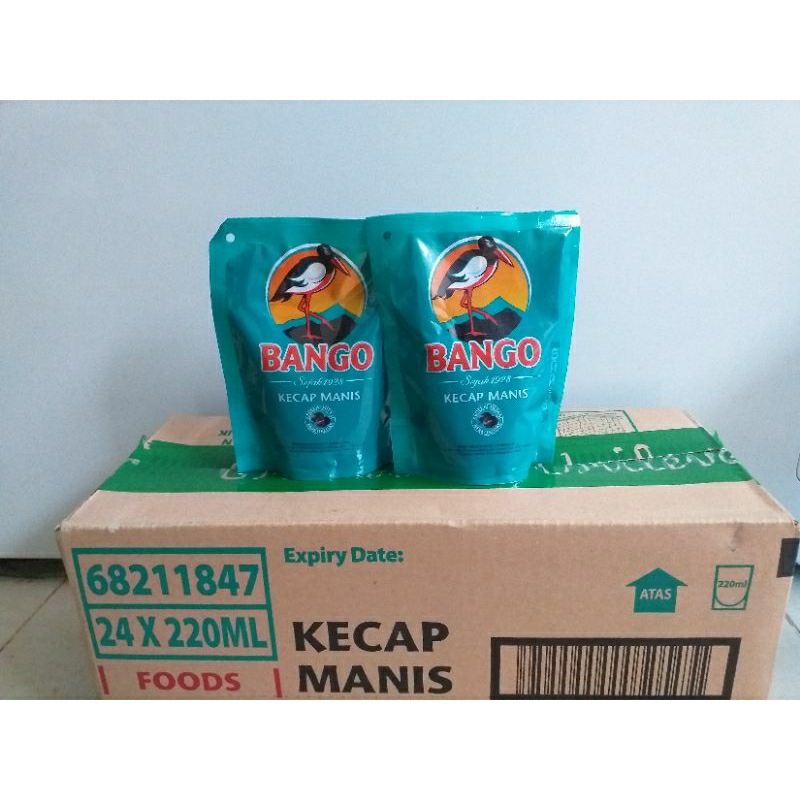 BANGO
Sejak 1928
KECAP MANIS
BANGO
Sejak 1928
KECAP MANIS
Unilever
68211847
24 X 220ML
FOODS
Expiry Date:
KECAP
MANIS
ATAS
220ml